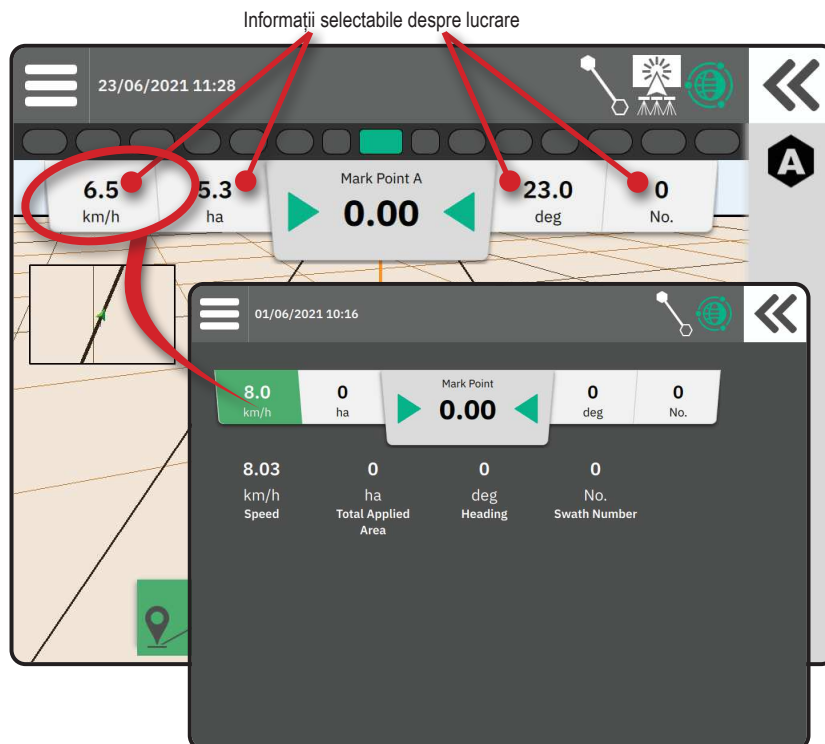 Informații selectabile despre lucrare
23/06/2021 11:28
A
6.5 5.3 Mark Point A 23.0 0
km/h ha 0.00 deg No.
01/06/2021 10:16
8.0 0 Mark Point 0 0
km/h ha 0.00 deg No.
8.03 0 0 0
km/h ha deg No.
Speed Total Applied Heading Swath Number
Area